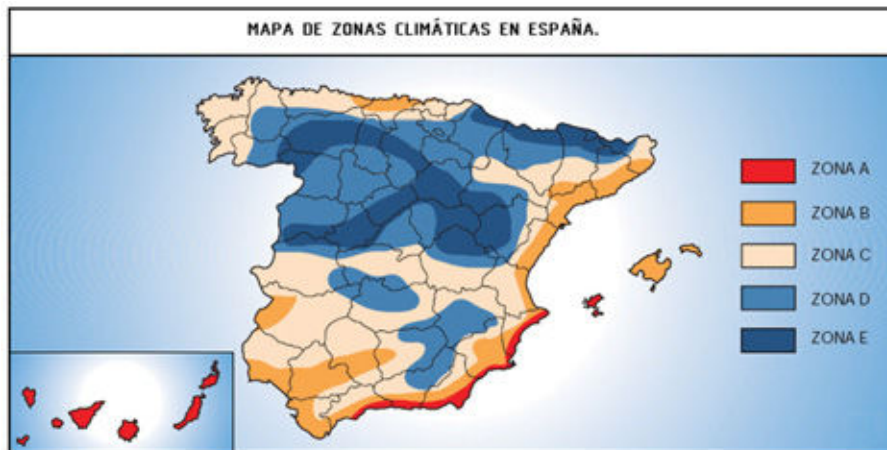 MAPA DE ZONAS CLIMÁTICAS EN ESPAÑA.
ZONA A
ZONA B
ZONA C
ZONA D
ZONA E